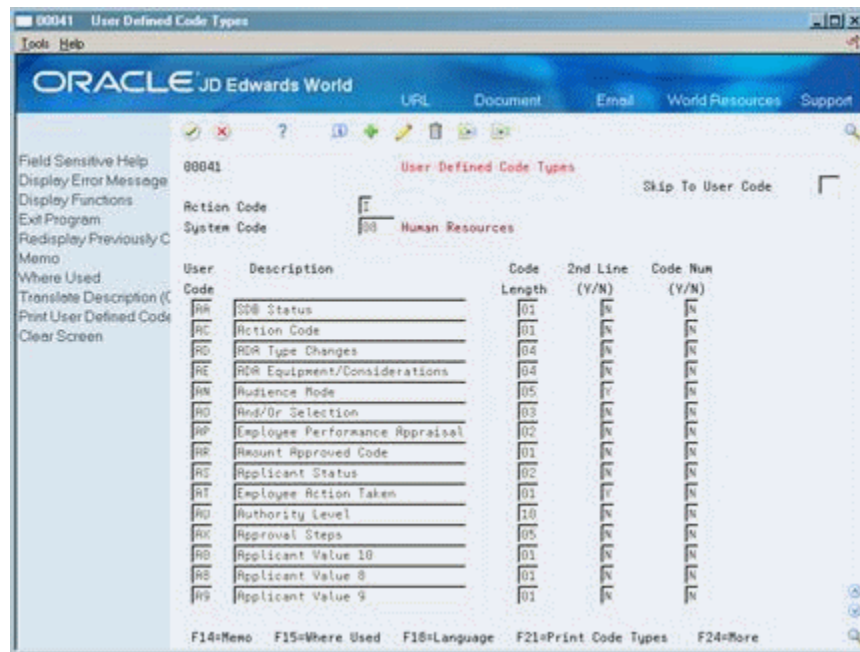 00041 User Defined Code Types
Tools Help
ORACLE JD Edwards World
URL Document Email World Resources Support
Field Sensitive Help
Display Error Message
Display Functions
Exit Program
Redisplay Previously C
Memo
Where Used
Translate Description (C
Print User Defined Code
Clear Screen
00041 User Defined Code Types
Skip To User Code
Action Code I
System Code 08 Human Resources
User Description Code 2nd Line Code Num
Code Length (Y/N) (Y/N)
AA SDB Status 01 N N
AC Action Code 01 N N
AD ADA Type Changes 04 N N
AE ADA Equipment/Considerations 04 N N
AN Audience Mode 05 Y N
AO And/Or Selection 03 N N
AP Employee Performance Appraisal 02 N N
AR Amount Approved Code 01 N N
AS Applicant Status 02 N N
AT Employee Action Taken 01 Y N
AU Authority Level 10 N N
AX Approval Steps 05 N N
Applicant Value 10 01 N N
A8 Applicant Value 8 01 N N
A9 Applicant Value 9 01 N N
F14=Memo F15=Where Used F18=Language F21=Print Code Types F24=More